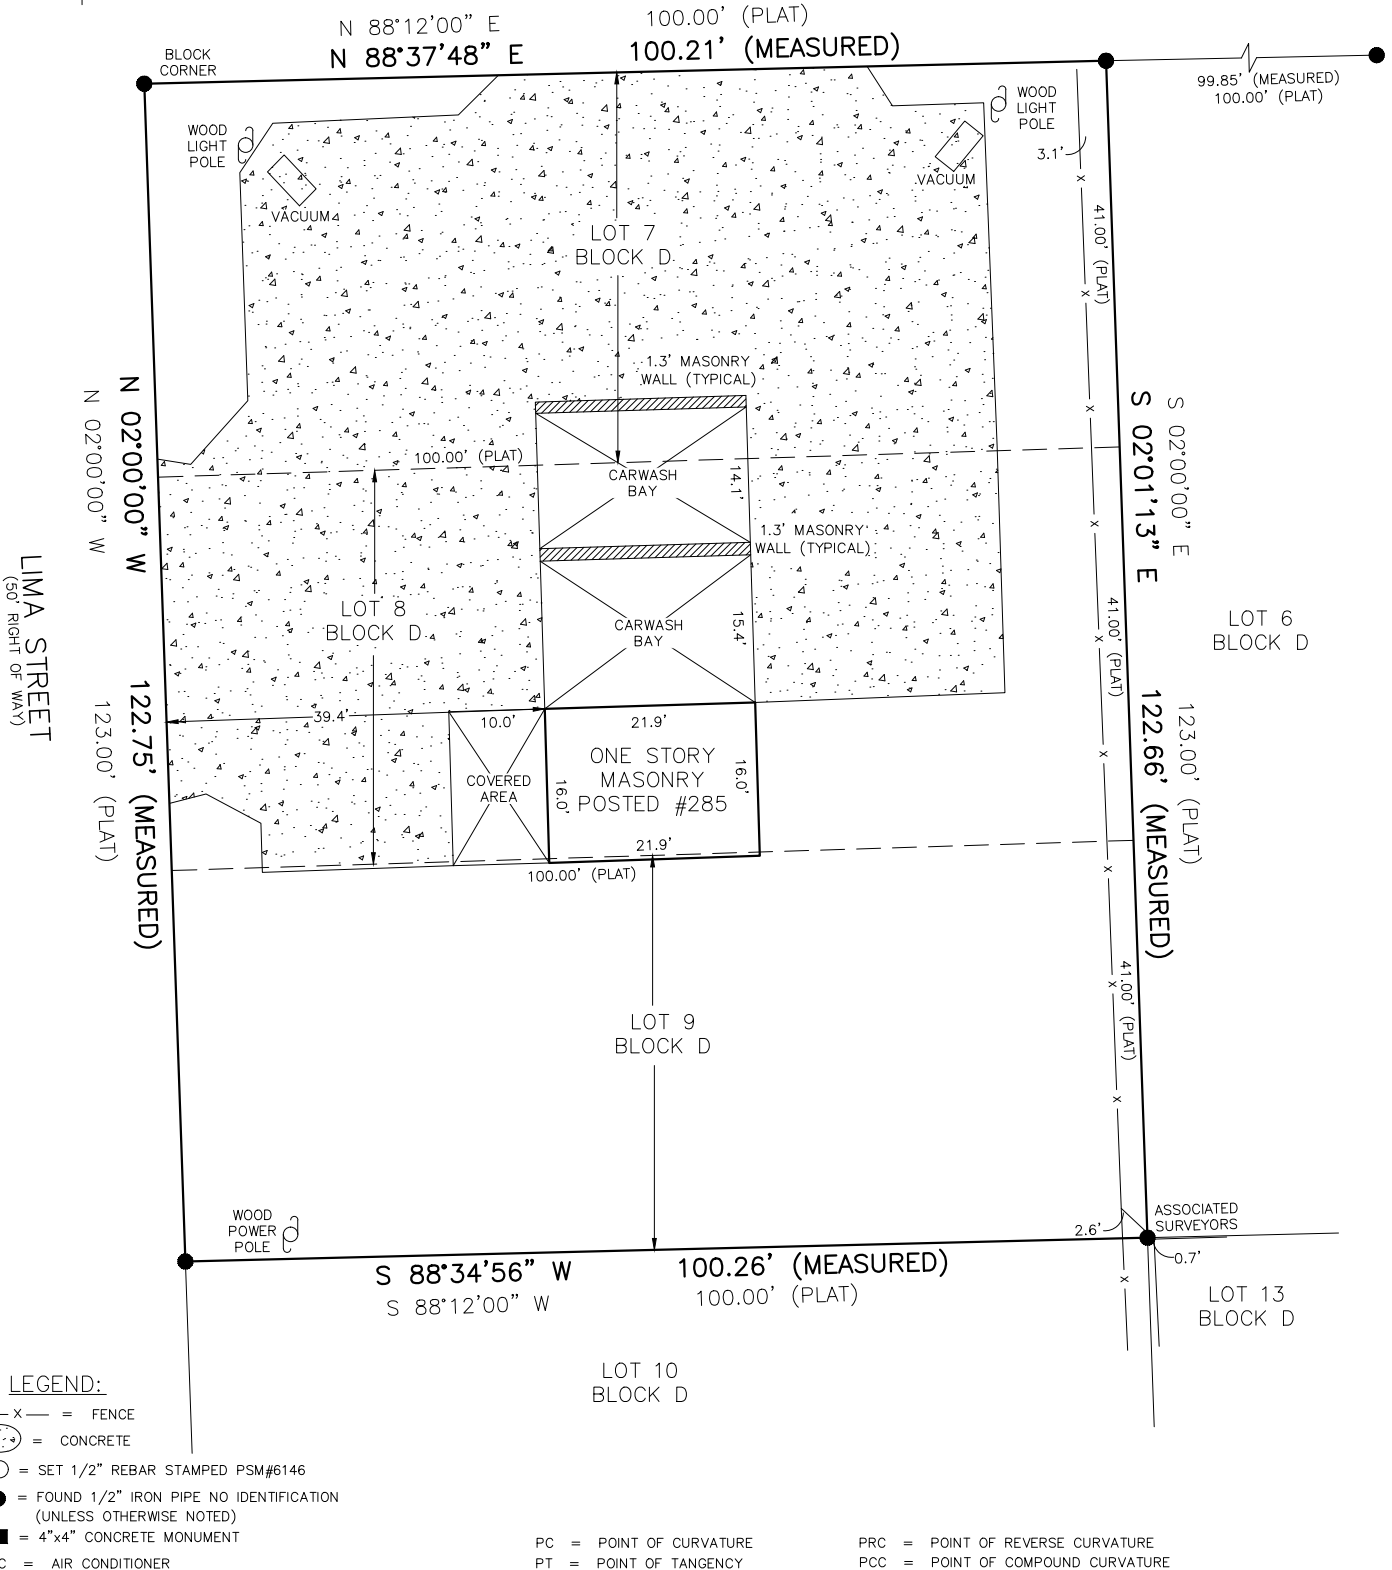 N 88°12'00" E
100.00' (PLAT)
N 88°37'48" E
100.21' (MEASURED)
BLOCK
CORNER
99.85' (MEASURED)
100.00' (PLAT)
WOOD
LIGHT
POLE
WOOD
LIGHT
POLE
3.1'
VACUUM
VACUUM
41.00' (PLAT)
LOT 7
BLOCK D
1.3' MASONRY
WALL (TYPICAL)
N 02°00'00" W
N 02°00'00" W
S 02°01'13" E
S 02°00'00" E
100.00' (PLAT)
CARWASH
BAY
14.1'
1.3' MASONRY
WALL (TYPICAL)
LIMA STREET
(50' RIGHT OF WAY)
LOT 8
BLOCK D
CARWASH
BAY
15.4'
41.00' (PLAT)
LOT 6
BLOCK D
122.75' (MEASURED)
123.00' (PLAT)
122.66' (MEASURED)
123.00' (PLAT)
39.4'
10.0'
21.9'
ONE STORY
MASONRY
POSTED #285
16.0'
16.0'
COVERED
AREA
21.9'
100.00' (PLAT)
41.00' (PLAT)
LOT 9
BLOCK D
WOOD
POWER
POLE
2.6'
ASSOCIATED
SURVEYORS
0.7'
S 88°34'56" W
100.26' (MEASURED)
S 88°12'00" W
100.00' (PLAT)
LOT 13
BLOCK D
LOT 10
BLOCK D
LEGEND:
—X— = FENCE
= CONCRETE
= SET 1/2" REBAR STAMPED PSM#6146
= FOUND 1/2" IRON PIPE NO IDENTIFICATION
(UNLESS OTHERWISE NOTED)
= 4"x4" CONCRETE MONUMENT
C = AIR CONDITIONER
PC = POINT OF CURVATURE
PT = POINT OF TANGENCY
PRC = POINT OF REVERSE CURVATURE
PCC = POINT OF COMPOUND CURVATURE